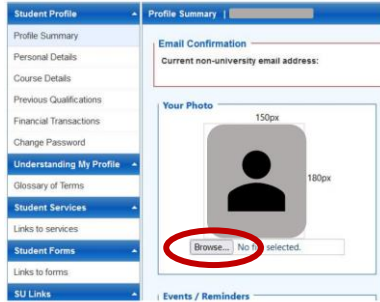 Student Profile
Profile Summary
Personal Details
Course Details
Previous Qualifications
Financial Transactions
Change Password
Understanding My Profile
Glossary of Terms
Student Services
Links to services
Student Forms
Links to forms
SU Links
Profile Summary |
Email Confirmation
Current non-university email address:
Your Photo
150px
180px
Browse... No file selected.
Events / Reminders